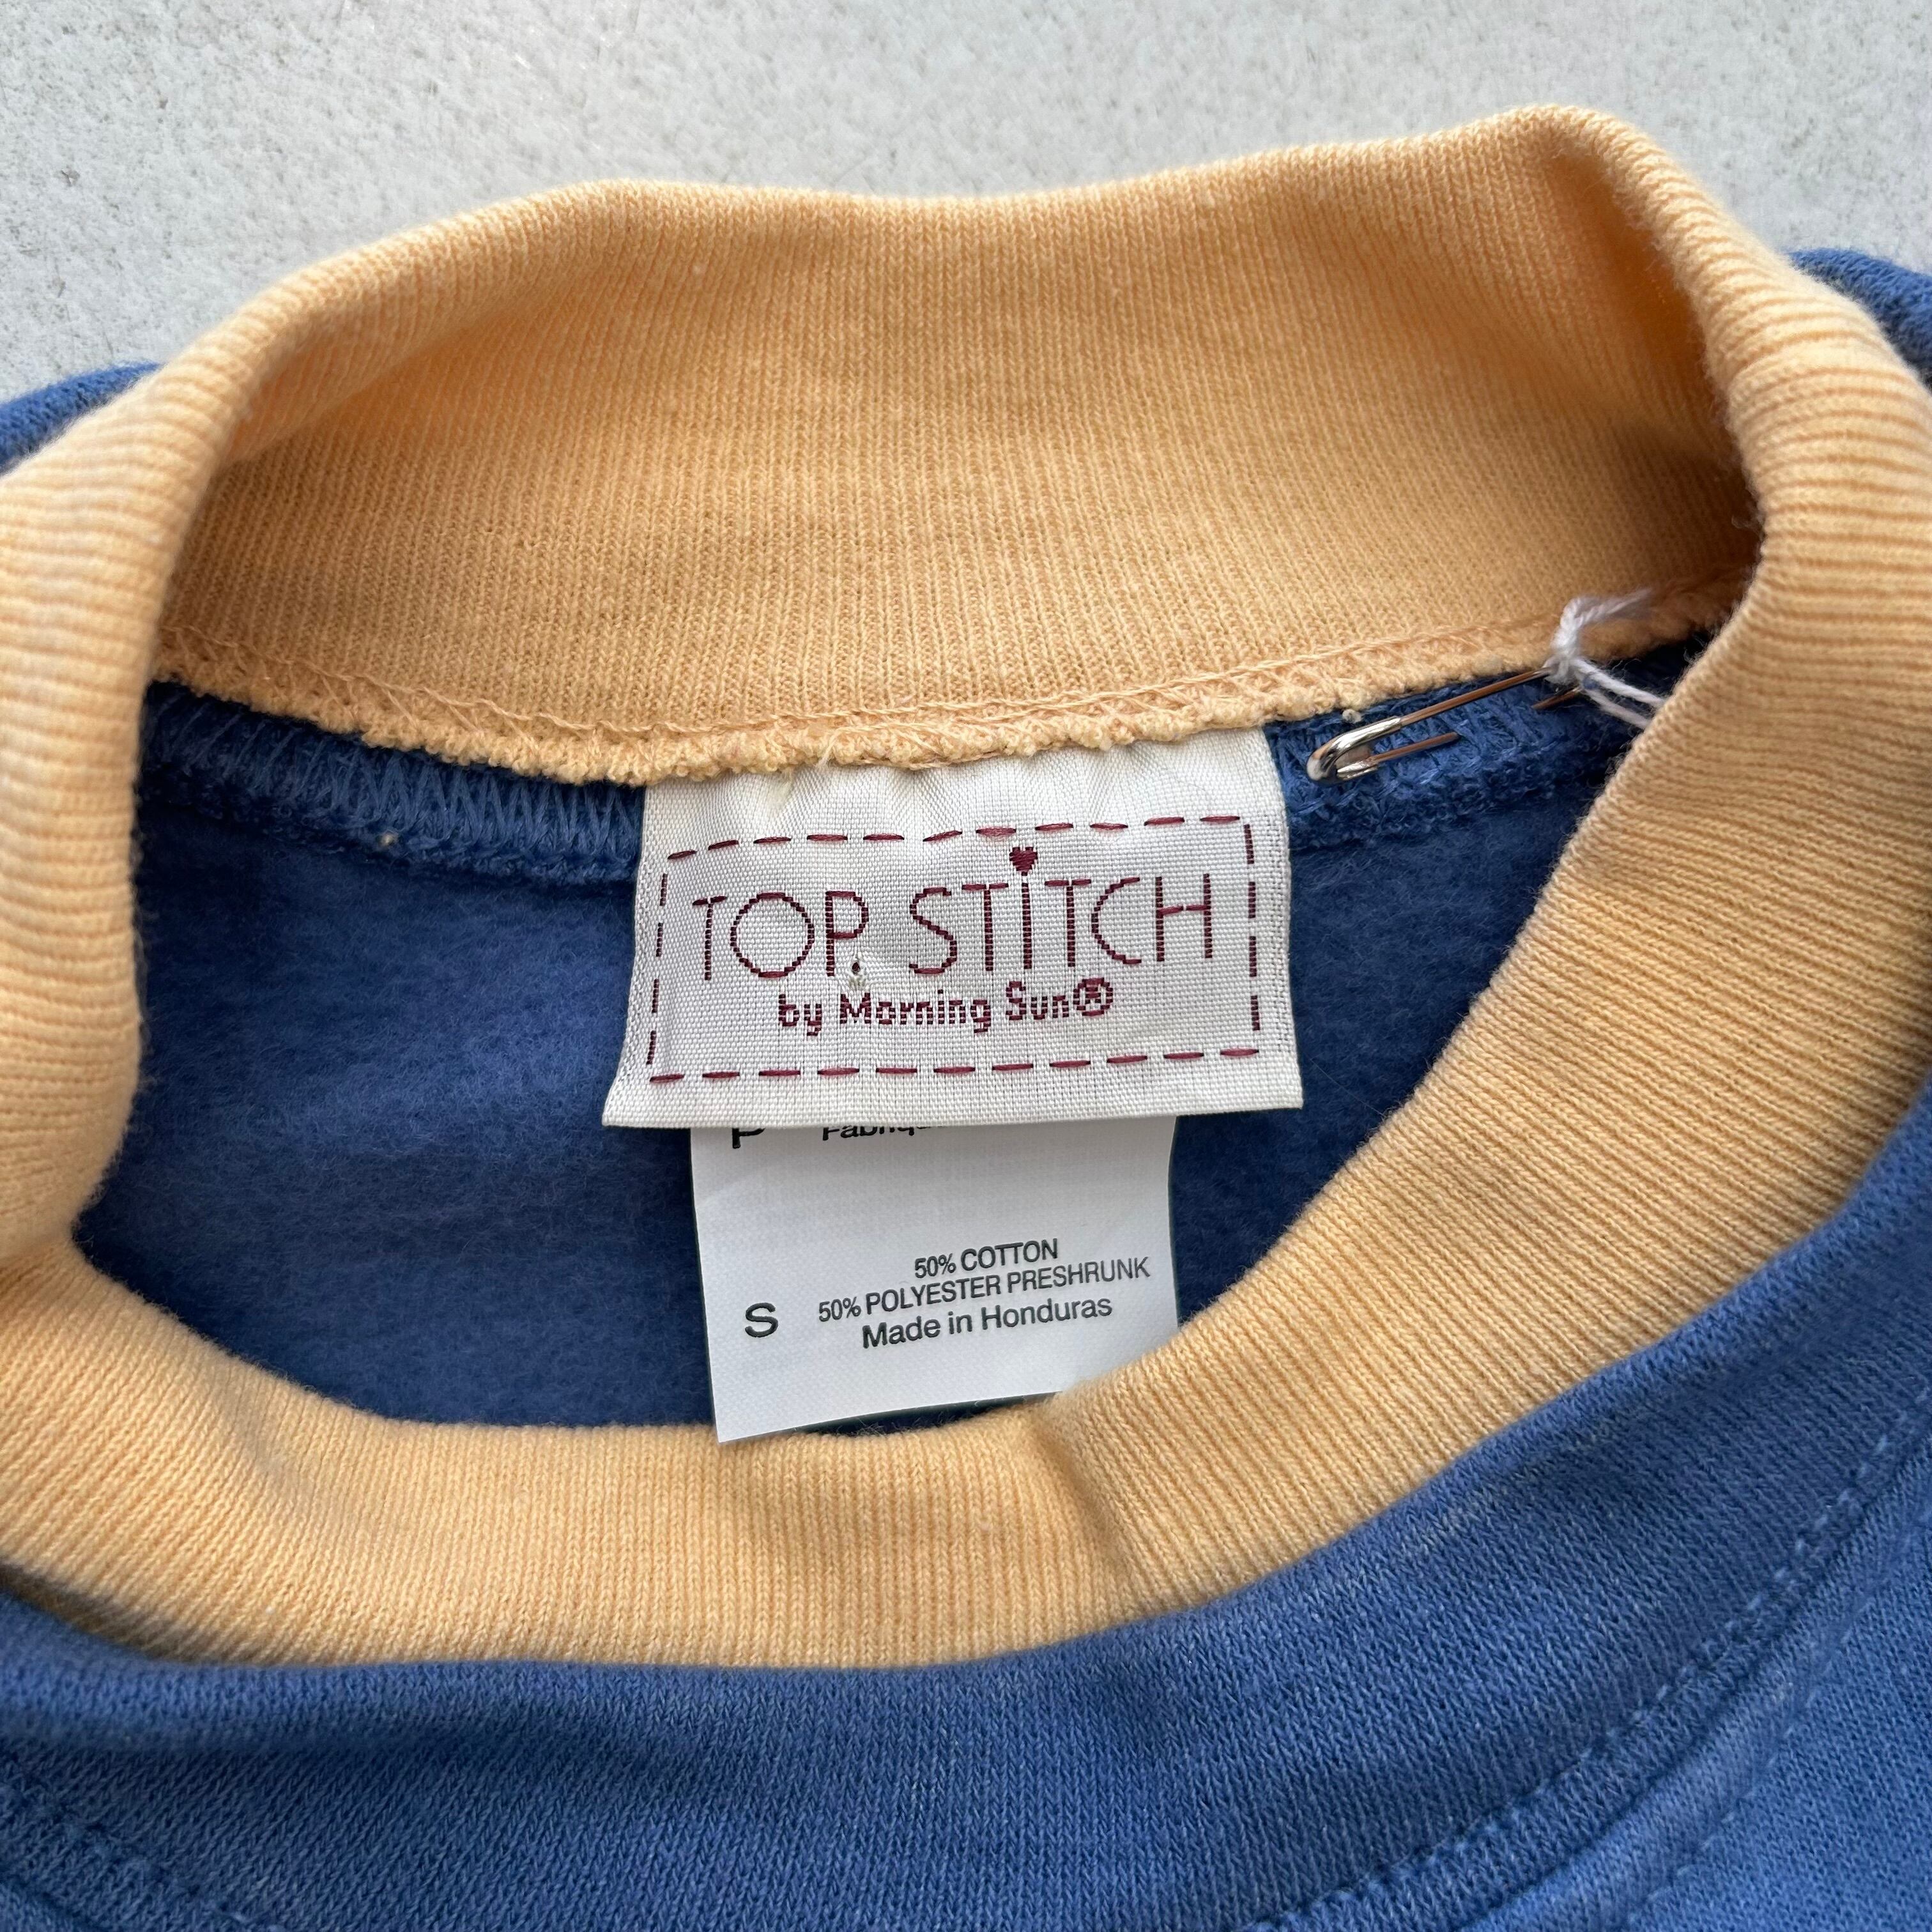 TOP STITCH
by Morning Sun®
P
50% COTTON
50% POLYESTER PRESHRUNK
S Made in Honduras